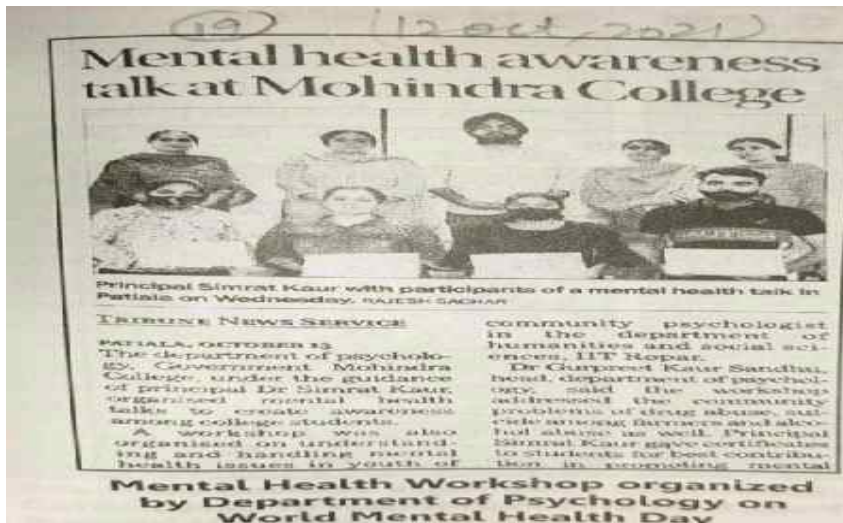 19 (12 Oct, 2021)
Mental health awareness
talk at Mohindra College
Principal Simrat Kaur with participants of a mental health talk in
Patiala on Wednesday. RAJESH SACHAR
TRIBUNE NEWS SERVICE
PATIALA, OCTOBER 13
The department of psycholo-
gy, Government Mohindra
College, under the guidance
of principal Dr Simrat Kaur,
organised mental health
talks to create awareness
among college students.
A workshop was also
organised on understand-
ing and handling mental
health issues in youth of
community psychologist
in the department of
humanities and social sci-
ences, IIT Ropar.
Dr Gurpreet Kaur Sandhu,
head, department of psychol-
ogy, said the workshop
addressed the community
problems of drug abuse, sui-
cide among farmers and alco-
hol abuse as well. Principal
Simrat Kaur gave certificates
to students for best contribu-
tion in promoting mental
Mental Health Workshop organized
by Department of Psychology on
World Mental Health Day